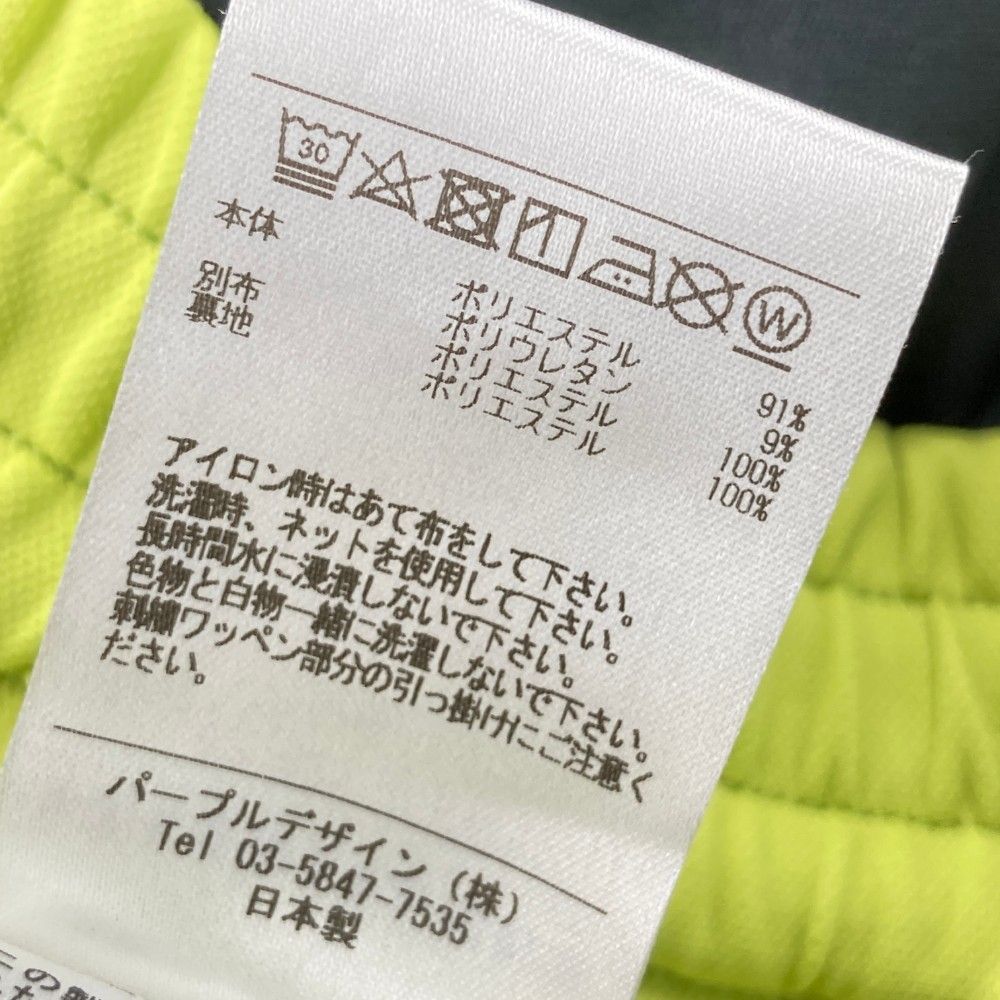 30
W
本体 ポリエステル 91%
ポリウレタン 9%
別布 ポリエステル 100%
裏地 ポリエステル 100%
アイロン時はあて布をして下さい。
洗濯時、ネットを使用して下さい。
長時間水に浸漬しないで下さい。
色物と白物一緒に洗濯しないで下さい。
刺繍ワッペン部分の引っ掛けにご注意く
ださい。
パープルデザイン(株)
Tel 03-5847-7535
日本製